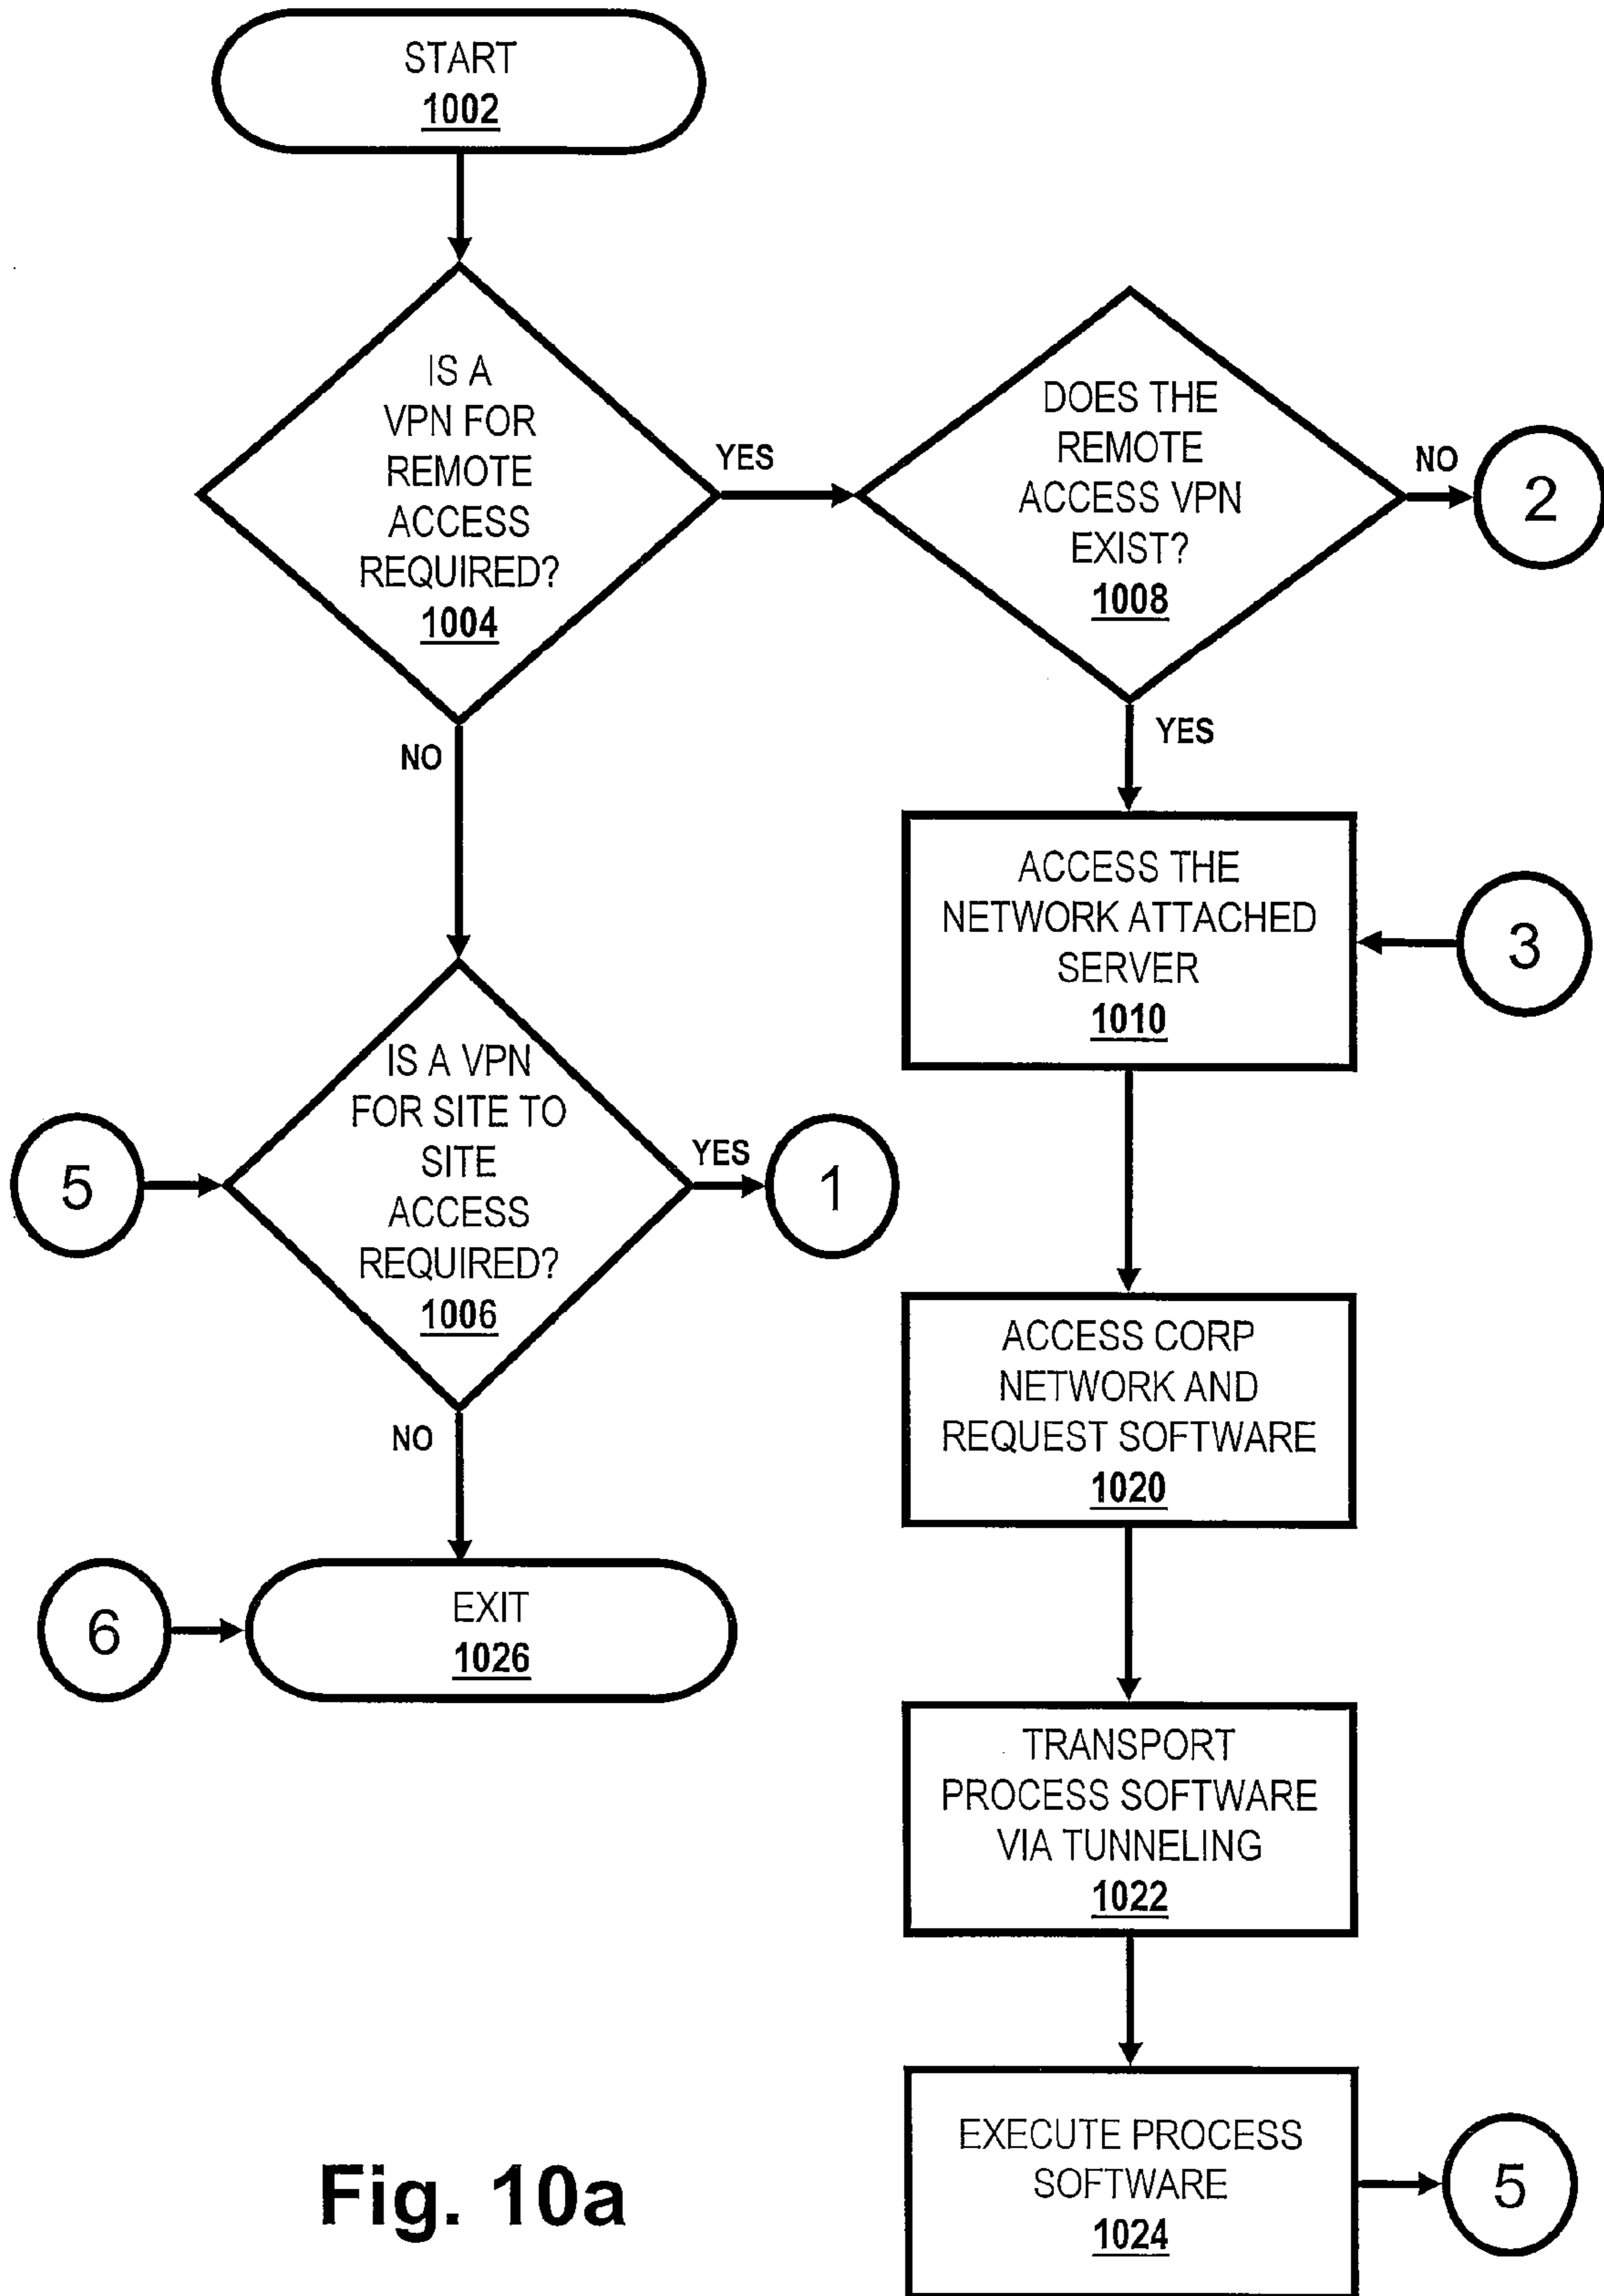 START
1002
IS A
VPN FOR
REMOTE
ACCESS
REQUIRED?
1004
YES
NO
DOES THE
REMOTE
ACCESS VPN
EXIST?
1008
NO
2
YES
ACCESS THE
NETWORK ATTACHED
SERVER
1010
3
5
IS A VPN
FOR SITE TO
SITE
ACCESS
REQUIRED?
1006
YES
1
NO
ACCESS CORP
NETWORK AND
REQUEST SOFTWARE
1020
6
EXIT
1026
TRANSPORT
PROCESS SOFTWARE
VIA TUNNELING
1022
EXECUTE PROCESS
SOFTWARE
1024
5
Fig. 10a